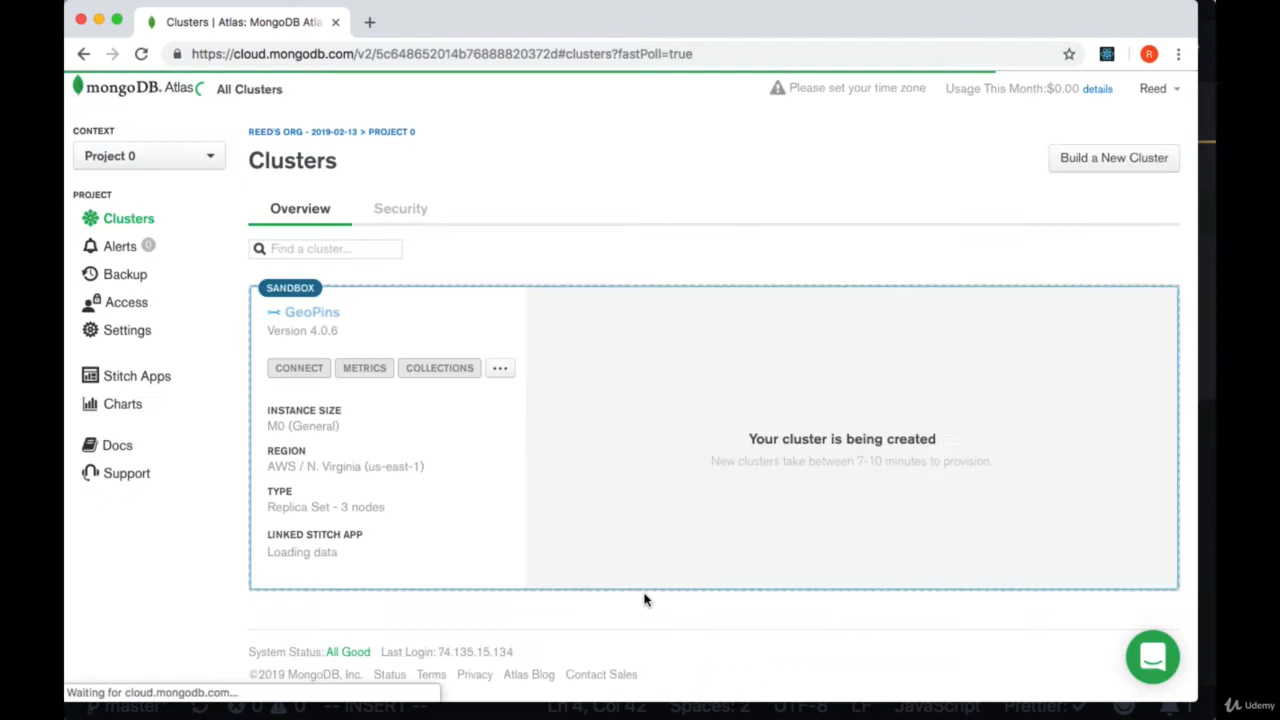 Clusters | Atlas: MongoDB Atla
https://cloud.mongodb.com/v2/5c648652014b76888820372d#clusters?fastPoll=true
R
mongoDB. Atlas All Clusters
Please set your time zone
Usage This Month:$0.00 details
Reed
CONTEXT
Project 0
PROJECT
Clusters
Alerts 0
Backup
Access
Settings
Stitch Apps
Charts
Docs
Support
REED'S ORG - 2019-02-13 > PROJECT 0
Clusters
Build a New Cluster
Overview Security
Find a cluster...
SANDBOX
GeoPins
Version 4.0.6
CONNECT METRICS COLLECTIONS ...
INSTANCE SIZE
M0 (General)
REGION
AWS / N. Virginia (us-east-1)
TYPE
Replica Set - 3 nodes
LINKED STITCH APP
Loading data
Your cluster is being created
New clusters take between 7-10 minutes to provision.
System Status: All Good Last Login: 74.135.15.134
©2019 MongoDB, Inc. Status Terms Privacy Atlas Blog Contact Sales
Waiting for cloud.mongodb.com...
master 0 0 -- INSERT -- Ln 4, Col 42 Spaces: 2 UTF-8 LF JavaScript Prettier: ✓ 1
Udemy